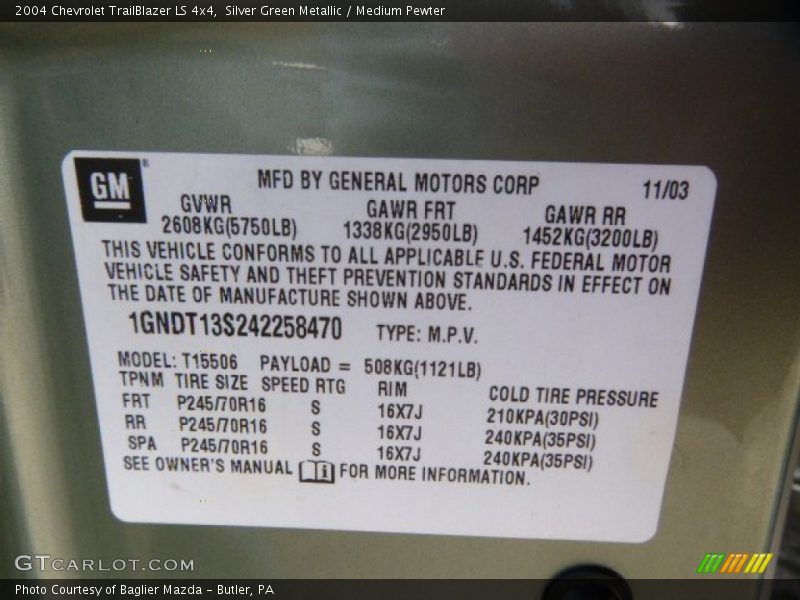 2004 Chevrolet TrailBlazer LS 4x4, Silver Green Metallic / Medium Pewter
GM
MFD BY GENERAL MOTORS CORP 11/03
GVWR GAWR FRT GAWR RR
2608KG(5750LB) 1338KG(2950LB) 1452KG(3200LB)
THIS VEHICLE CONFORMS TO ALL APPLICABLE U.S. FEDERAL MOTOR
VEHICLE SAFETY AND THEFT PREVENTION STANDARDS IN EFFECT ON
THE DATE OF MANUFACTURE SHOWN ABOVE.
1GNDT13S242258470 TYPE: M.P.V.
MODEL: T15506 PAYLOAD = 508KG(1121LB)
TPNM TIRE SIZE SPEED RTG RIM COLD TIRE PRESSURE
FRT P245/70R16 S 16X7J 210KPA(30PSI)
RR P245/70R16 S 16X7J 240KPA(35PSI)
SPA P245/70R16 S 16X7J 240KPA(35PSI)
SEE OWNER'S MANUAL FOR MORE INFORMATION.
GTCARLOT.COM
Photo Courtesy of Baglier Mazda - Butler, PA